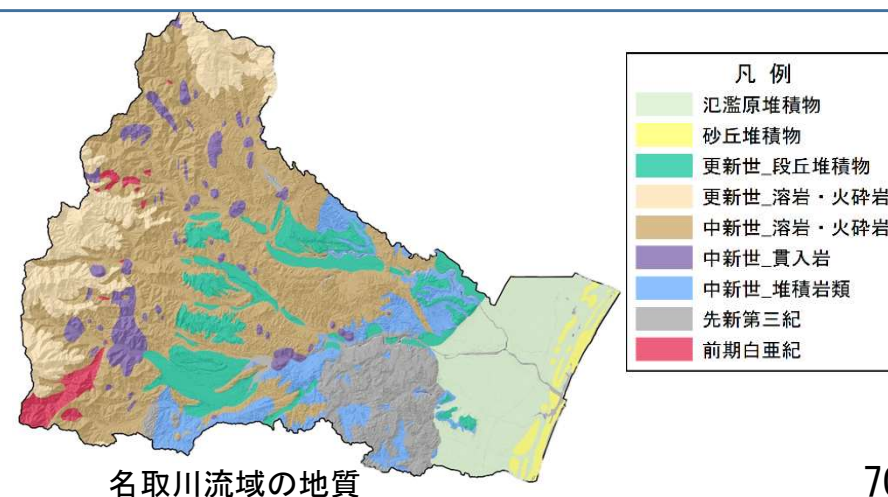 凡 例
氾濫原堆積物
砂丘堆積物
更新世_段丘堆積物
更新世_溶岩・火砕岩
中新世_溶岩・火砕岩
中新世_貫入岩
中新世_堆積岩類
先新第三紀
前期白亜紀
名取川流域の地質